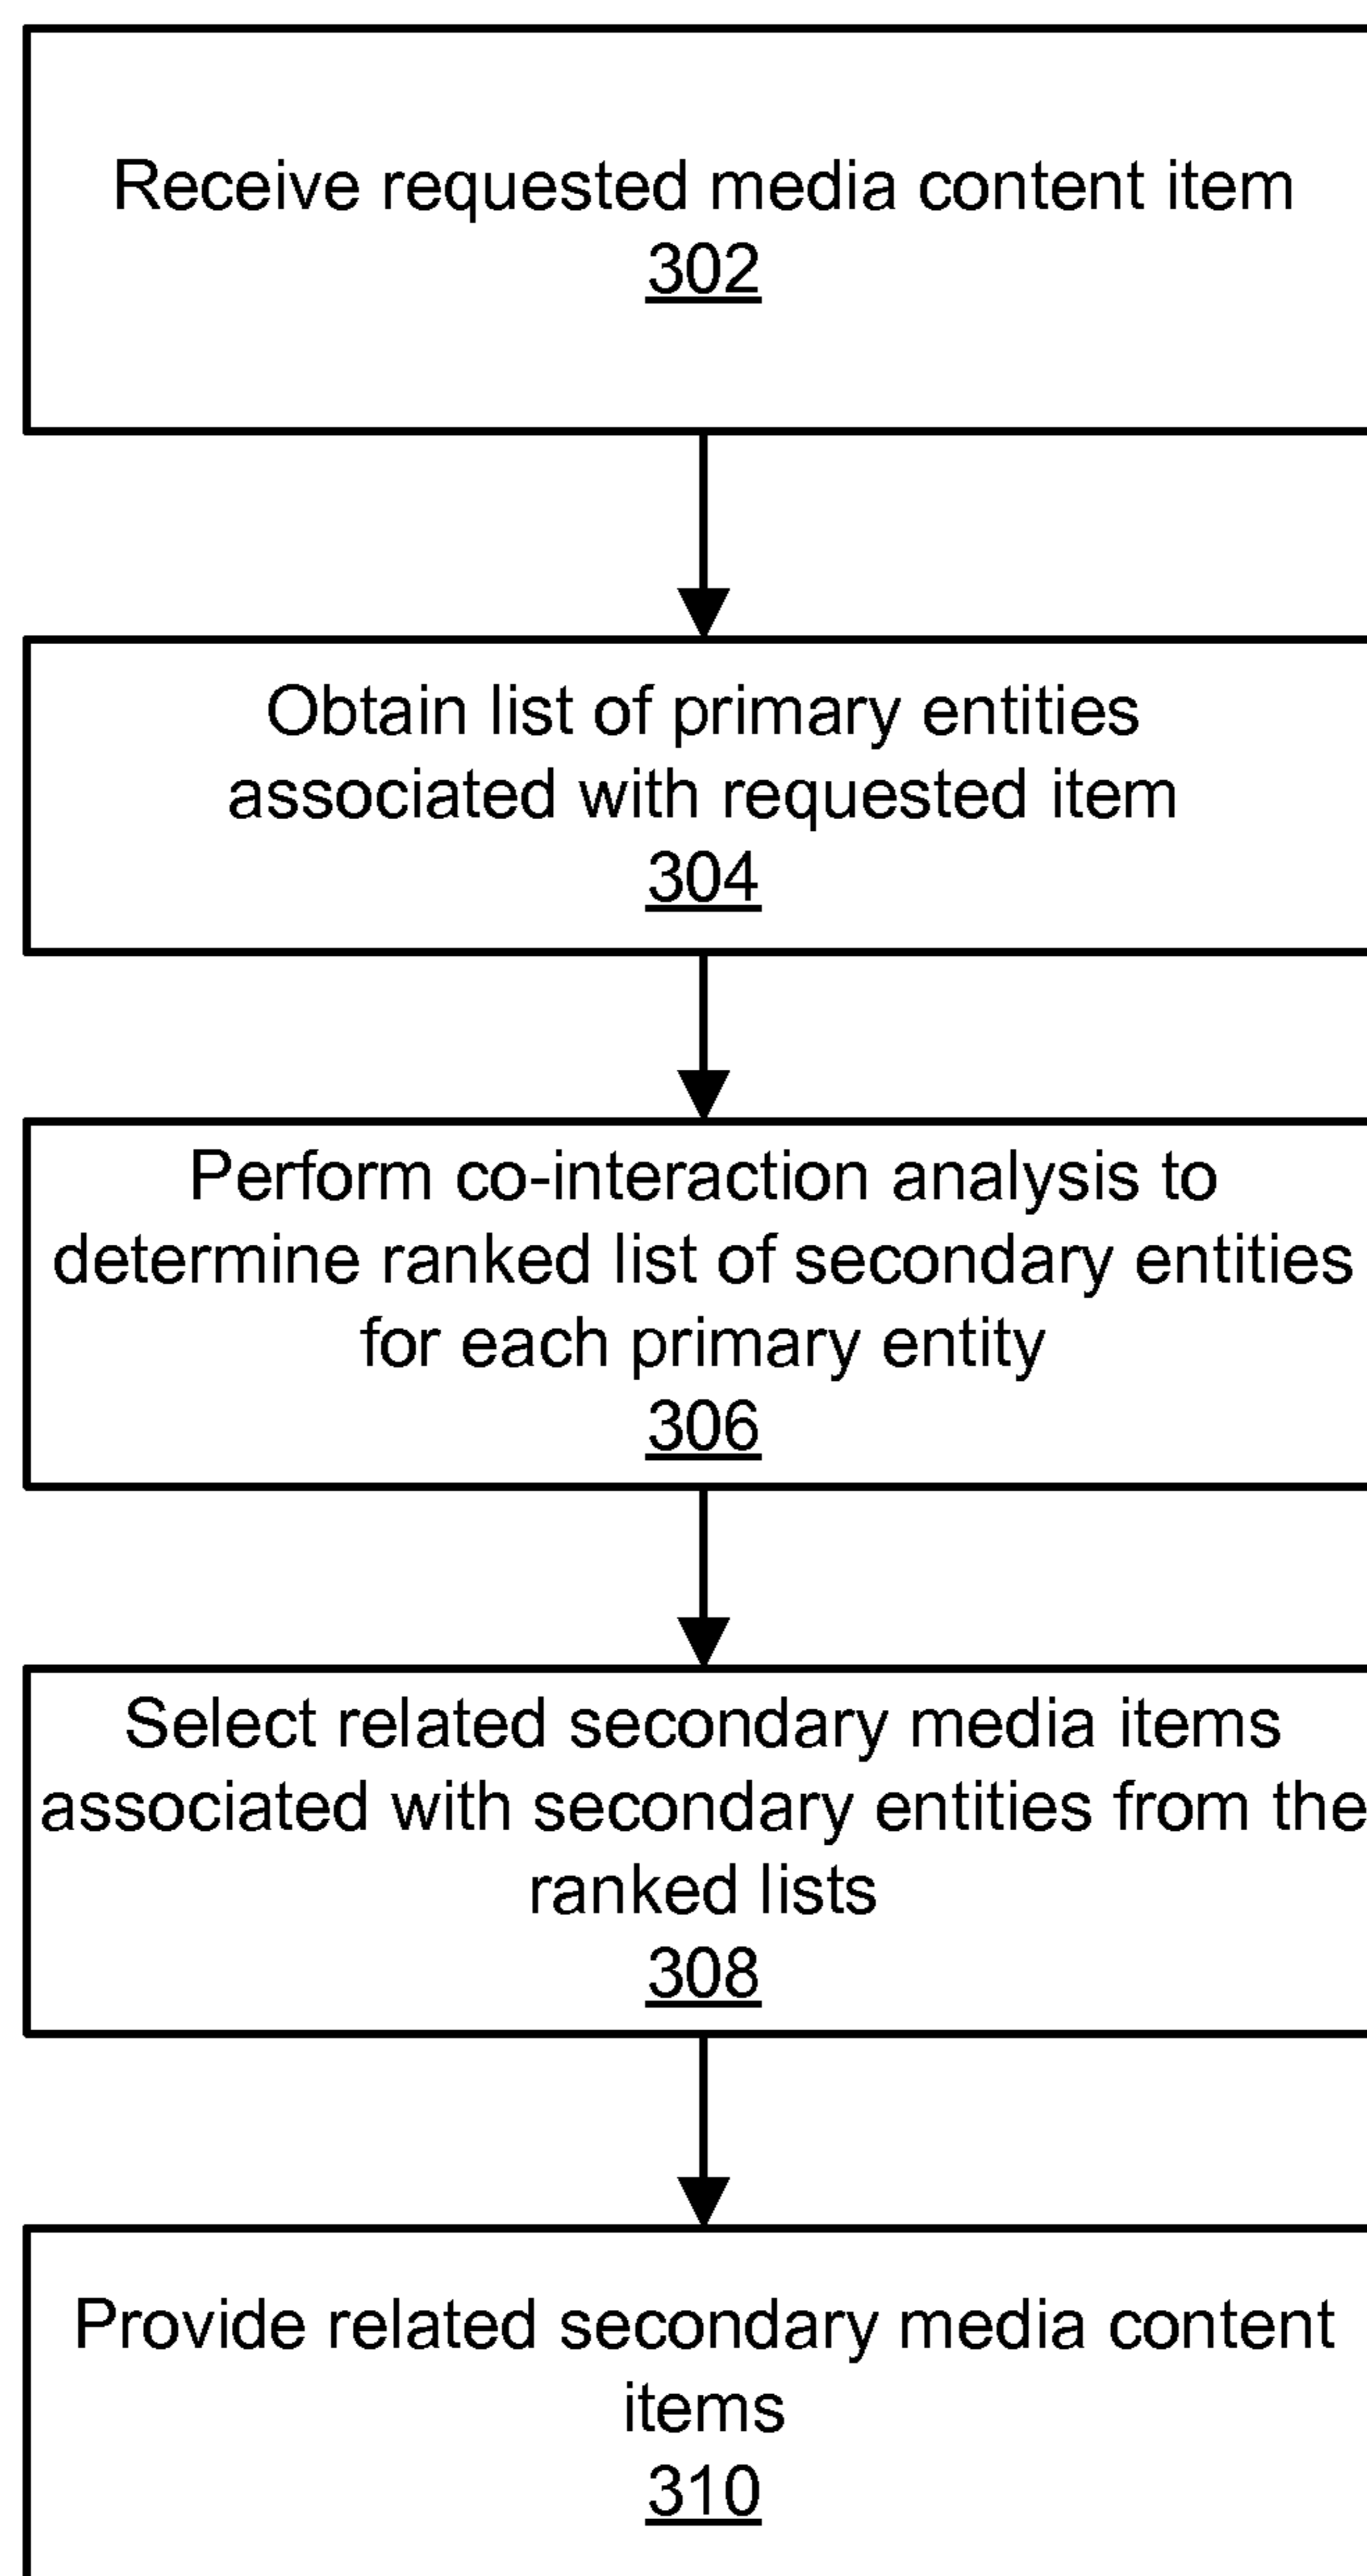 Receive requested media content item
302
Obtain list of primary entities
associated with requested item
304
Perform co-interaction analysis to
determine ranked list of secondary entities
for each primary entity
306
Select related secondary media items
associated with secondary entities from the
ranked lists
308
Provide related secondary media content
items
310